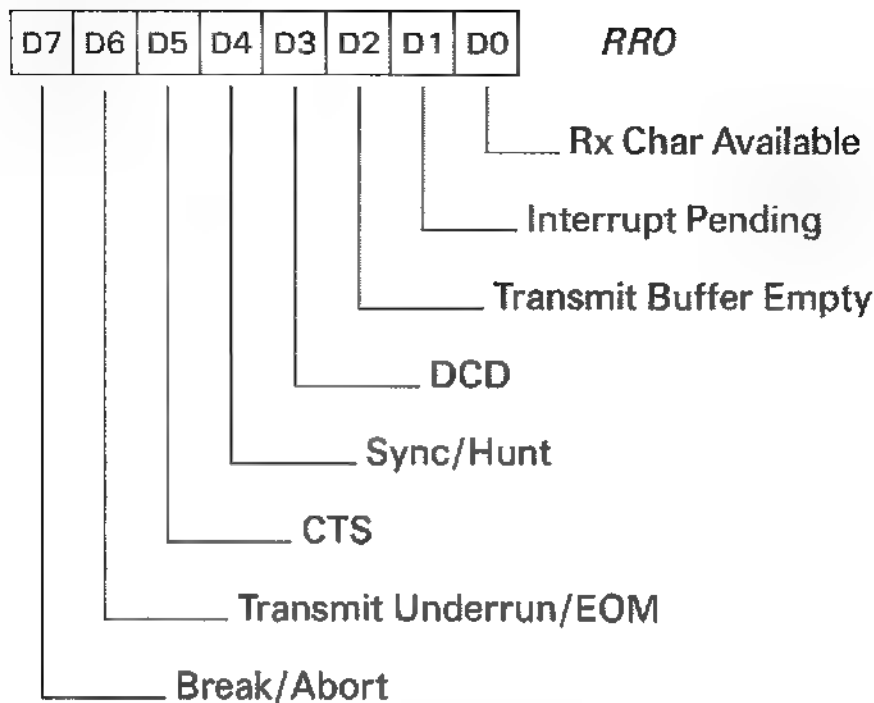 D7 D6 D5 D4 D3 D2 D1 D0 RRO
Rx Char Available
Interrupt Pending
Transmit Buffer Empty
DCD
Sync/Hunt
CTS
Transmit Underrun/EOM
Break/Abort